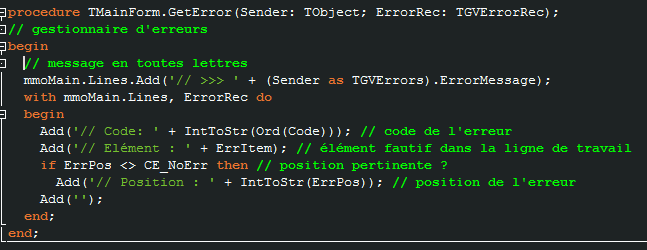 procedure TMainForm.GetError(Sender: TObject; ErrorRec: TGVErrorRec);
// gestionnaire d'erreurs
begin
  // message en toutes lettres
  mmoMain.Lines.Add('// >>> ' + (Sender as TGVErrors).ErrorMessage);
  with mmoMain.Lines, ErrorRec do
  begin
    Add('// Code: ' + IntToStr(Ord(Code))); // code de l'erreur
    Add('// Elément : ' + ErrItem); // élément fautif dans la ligne de travail
    if ErrPos <> CE_NoErr then // position pertinente ?
      Add('// Position : ' + IntToStr(ErrPos)); // position de l'erreur
    Add('');
  end;
end;